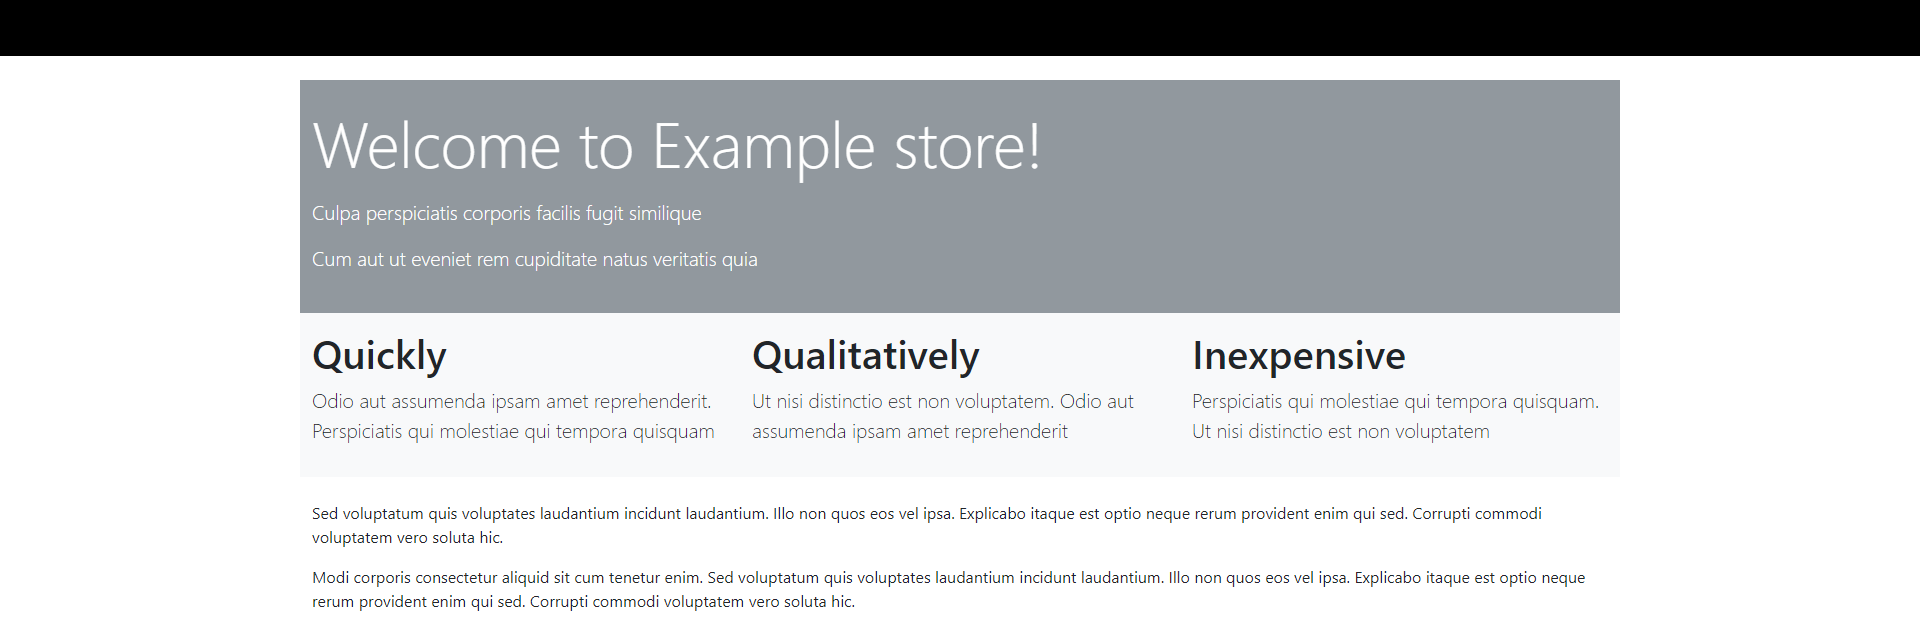 Welcome to Example store!
Culpa perspiciatis corporis facilis fugit similique
Cum aut ut eveniet rem cupiditate natus veritatis quia
Quickly
Odio aut assumenda ipsam amet reprehenderit.
Perspiciatis qui molestiae qui tempora quisquam
Qualitatively
Ut nisi distinctio est non voluptatem. Odio aut
assumenda ipsam amet reprehenderit
Inexpensive
Perspiciatis qui molestiae qui tempora quisquam.
Ut nisi distinctio est non voluptatem
Sed voluptatum quis voluptates laudantium incidunt laudantium. Illo non quos eos vel ipsa. Explicabo itaque est optio neque rerum provident enim qui sed. Corrupti commodi
voluptatem vero soluta hic.
Modi corporis consectetur aliquid sit cum tenetur enim. Sed voluptatum quis voluptates laudantium incidunt laudantium. Illo non quos eos vel ipsa. Explicabo itaque est optio neque
rerum provident enim qui sed. Corrupti commodi voluptatem vero soluta hic.